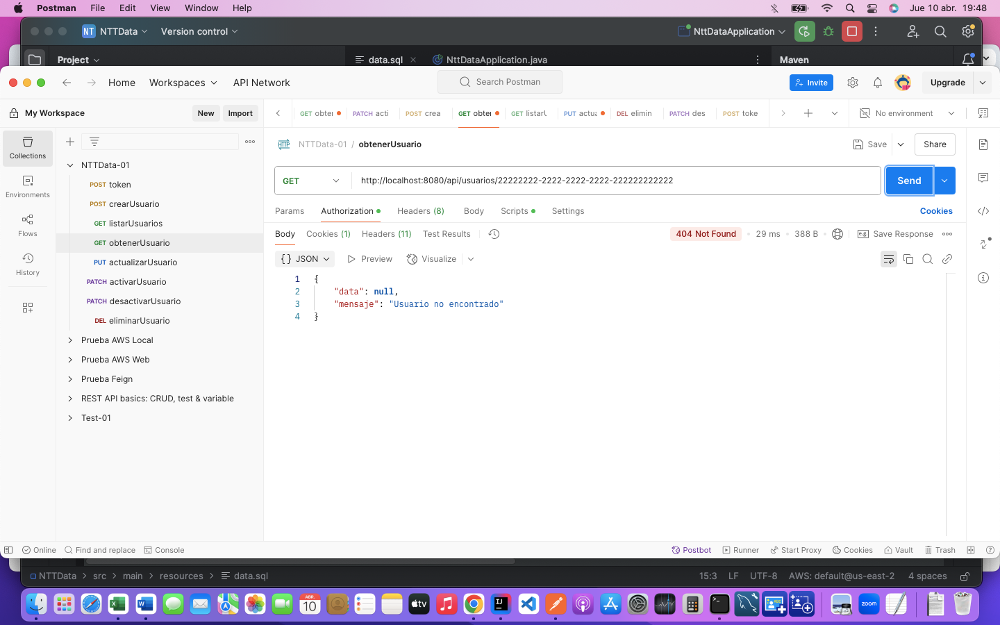 Postman File Edit View Window Help Jue 10 abr. 19:48
NT NTTData Version control NttDataApplication
Project data.sql NttDataApplication.java Maven
Home Workspaces API Network Search Postman Invite Upgrade
My Workspace New Import GET obter PATCH acti POST crea GET obter GET listarU PUT actua DEL elimin PATCH des POST toke No environment
Collections
Environments
Flows
History
NTTData-01
POST token
POST crearUsuario
GET listarUsuarios
GET obtenerUsuario
PUT actualizarUsuario
PATCH activarUsuario
PATCH desactivarUsuario
DEL eliminarUsuario
Prueba AWS Local
Prueba AWS Web
Prueba Feign
REST API basics: CRUD, test & variable
Test-01
HTTP NTTData-01 / obtenerUsuario Save Share
GET http://localhost:8080/api/usuarios/22222222-2222-2222-2222-222222222222 Send
Params Authorization Headers (8) Body Scripts Settings Cookies
Body Cookies (1) Headers (11) Test Results 404 Not Found 29 ms 388 B Save Response
{} JSON Preview Visualize
1 {
2 "data": null,
3 "mensaje": "Usuario no encontrado"
4 }
Online Find and replace Console Postbot Runner Start Proxy Cookies Vault Trash
NTTData src main resources data.sql 15:3 LF UTF-8 AWS: default@us-east-2 4 spaces
ABR.
10
tv
zoom